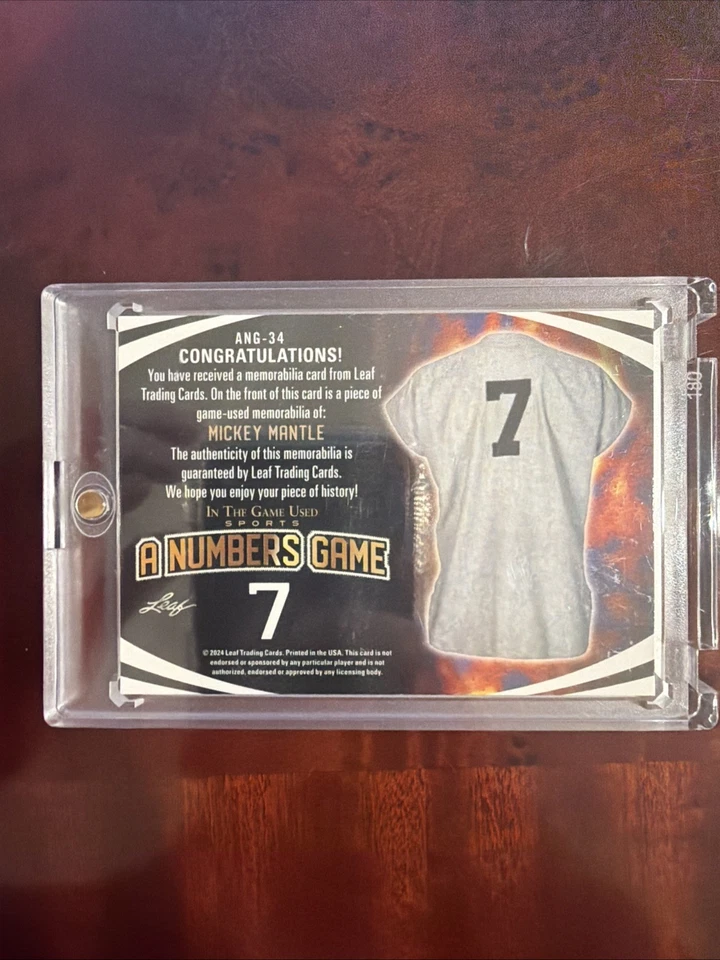 ANG-34
CONGRATULATIONS!
You have received a memorabilia card from Leaf
Trading Cards. On the front of this card is a piece of
game-used memorabilia of:
MICKEY MANTLE
The authenticity of this memorabilia is
guaranteed by Leaf Trading Cards.
We hope you enjoy your piece of history!
IN THE GAME USED
SPORTS
A NUMBERS GAME
Leaf
7
© 2024 Leaf Trading Cards. Printed in the USA. This card is not
endorsed or sponsored by any particular player and is not
authorized, endorsed or approved by any licensing body.
7
180